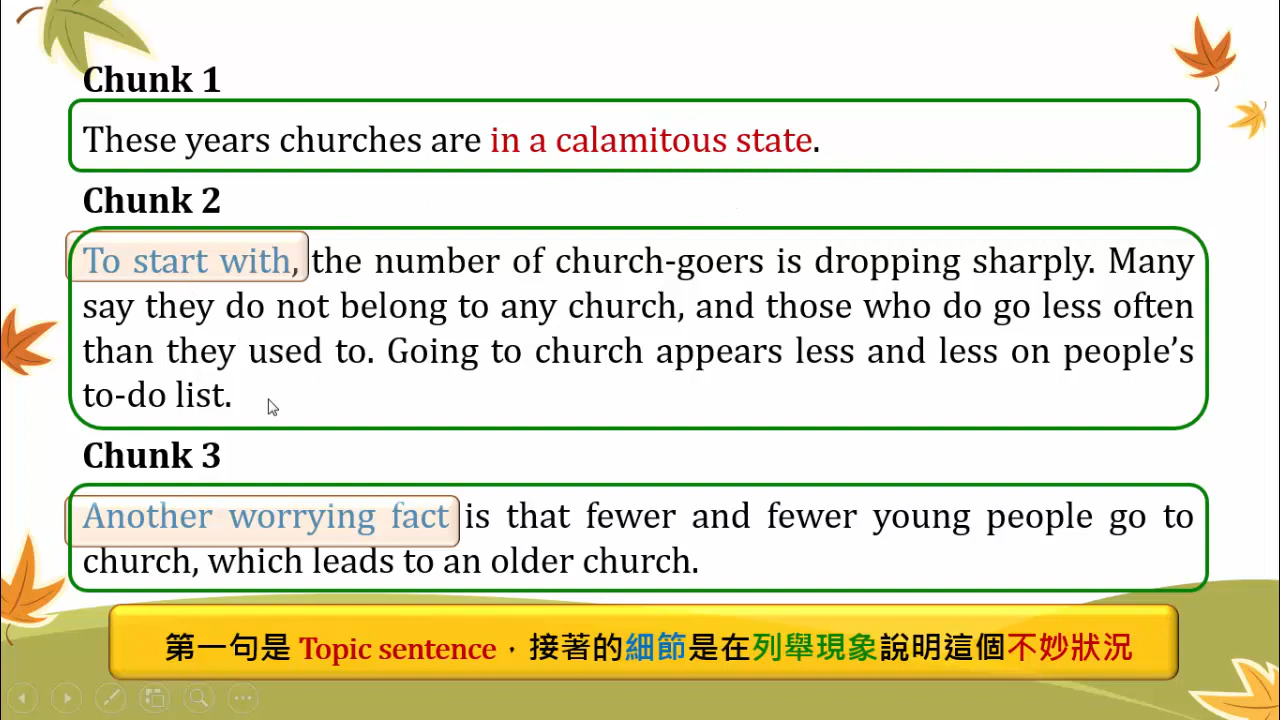 Chunk 1
These years churches are in a calamitous state.
Chunk 2
To start with, the number of church-goers is dropping sharply. Many
say they do not belong to any church, and those who do go less often
than they used to. Going to church appears less and less on people’s
to-do list.
Chunk 3
Another worrying fact is that fewer and fewer young people go to
church, which leads to an older church.
第一句是 Topic sentence，接著的細節是在列舉現象說明這個不妙狀況